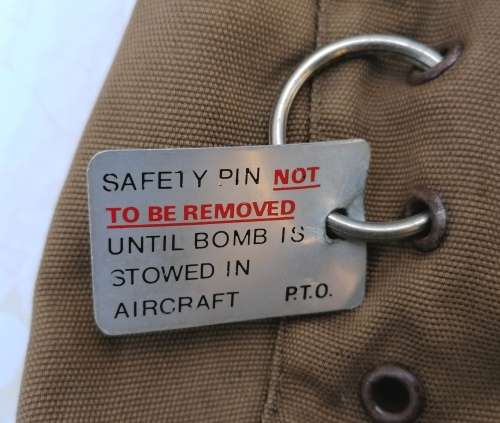 SAFETY PIN NOT
TO BE REMOVED
UNTIL BOMB IS
STOWED IN
AIRCRAFT P.T.O.